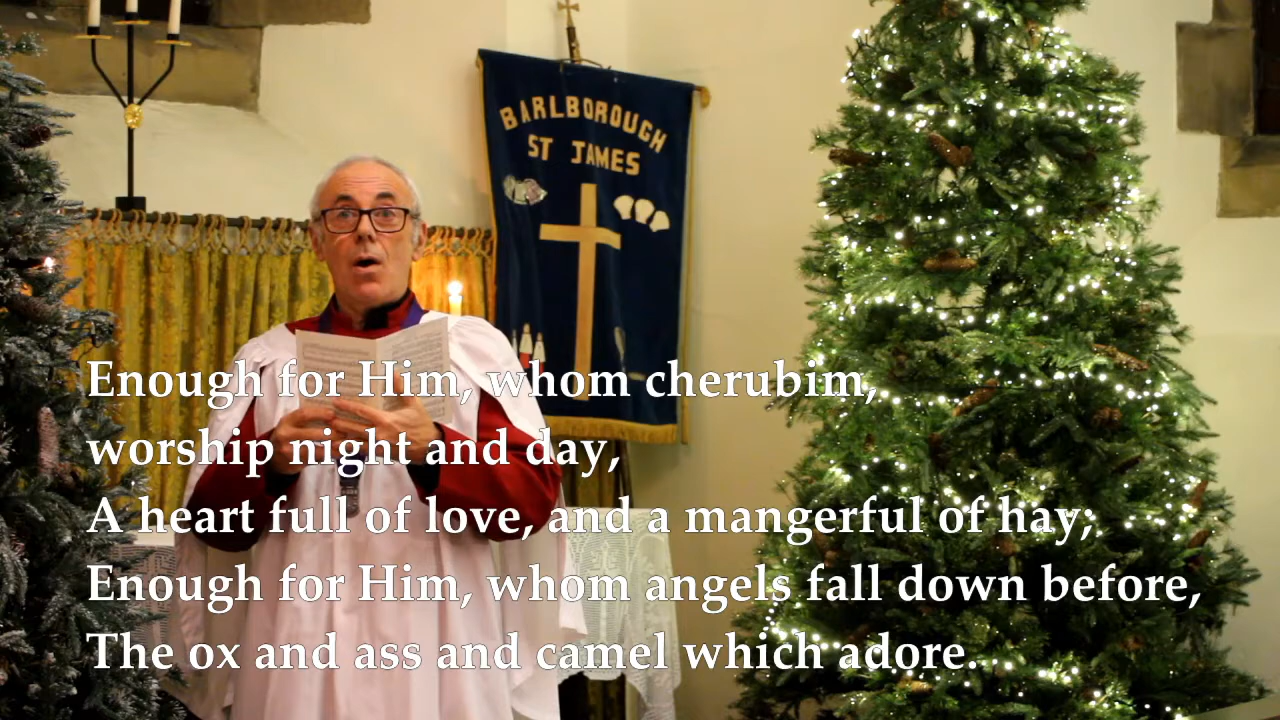 BARLBOROUGH
ST JAMES
Enough for Him, whom cherubim,
worship night and day,
A heart full of love, and a mangerful of hay;
Enough for Him, whom angels fall down before,
The ox and ass and camel which adore.